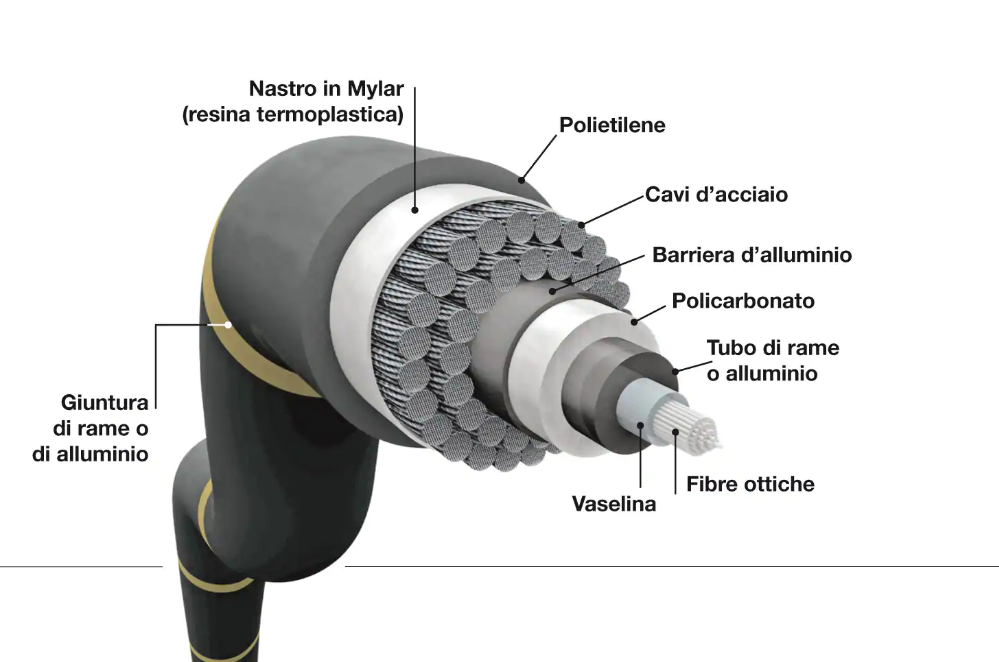 Nastro in Mylar
(resina termoplastica)
Polietilene
Cavi d’acciaio
Barriera d’alluminio
Policarbonato
Tubo di rame
o alluminio
Giuntura
di rame o
di alluminio
Fibre ottiche
Vaselina